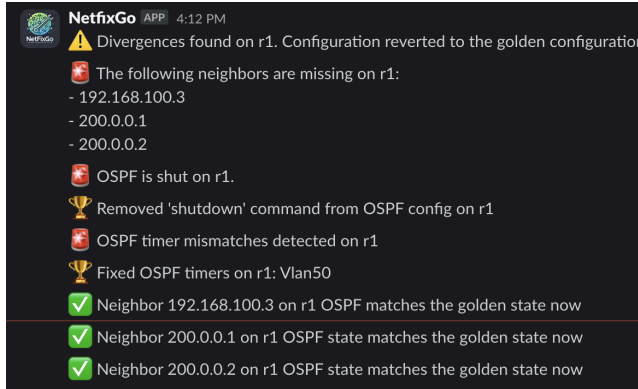 NetfixGo APP 4:12 PM
NetFixGo
Divergences found on r1. Configuration reverted to the golden configuration
The following neighbors are missing on r1:
- 192.168.100.3
- 200.0.0.1
- 200.0.0.2
OSPF is shut on r1.
Removed 'shutdown' command from OSPF config on r1
OSPF timer mismatches detected on r1
Fixed OSPF timers on r1: Vlan50
Neighbor 192.168.100.3 on r1 OSPF matches the golden state now
Neighbor 200.0.0.1 on r1 OSPF state matches the golden state now
Neighbor 200.0.0.2 on r1 OSPF state matches the golden state now